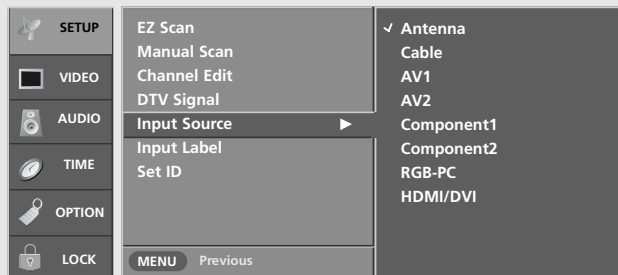 SETUP
VIDEO
AUDIO
TIME
OPTION
LOCK
EZ Scan
Manual Scan
Channel Edit
DTV Signal
Input Source ►
Input Label
Set ID
MENU Previous
✓ Antenna
Cable
AV1
AV2
Component1
Component2
RGB-PC
HDMI/DVI